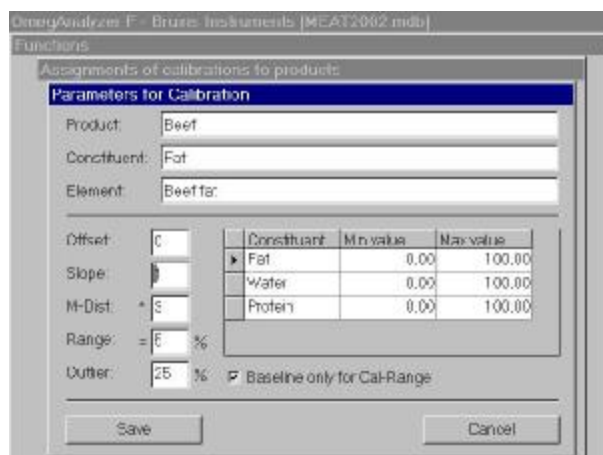 OmegAnalyzer F - Bruins Instruments [MEAT2002.mdb]
Functions
Assignments of calibrations to products
Parameters for Calibration
Product: Beef
Constituent: Fat
Element: Beef fat
Offset: 0
Slope:
M-Dist: * 3
Range: = 5 %
Outlier: 25 %
Constituent Min value Max value
Fat 0.00 100.00
Water 0.00 100.00
Protein 0.00 100.00
Baseline only for Cal-Range
Save Cancel